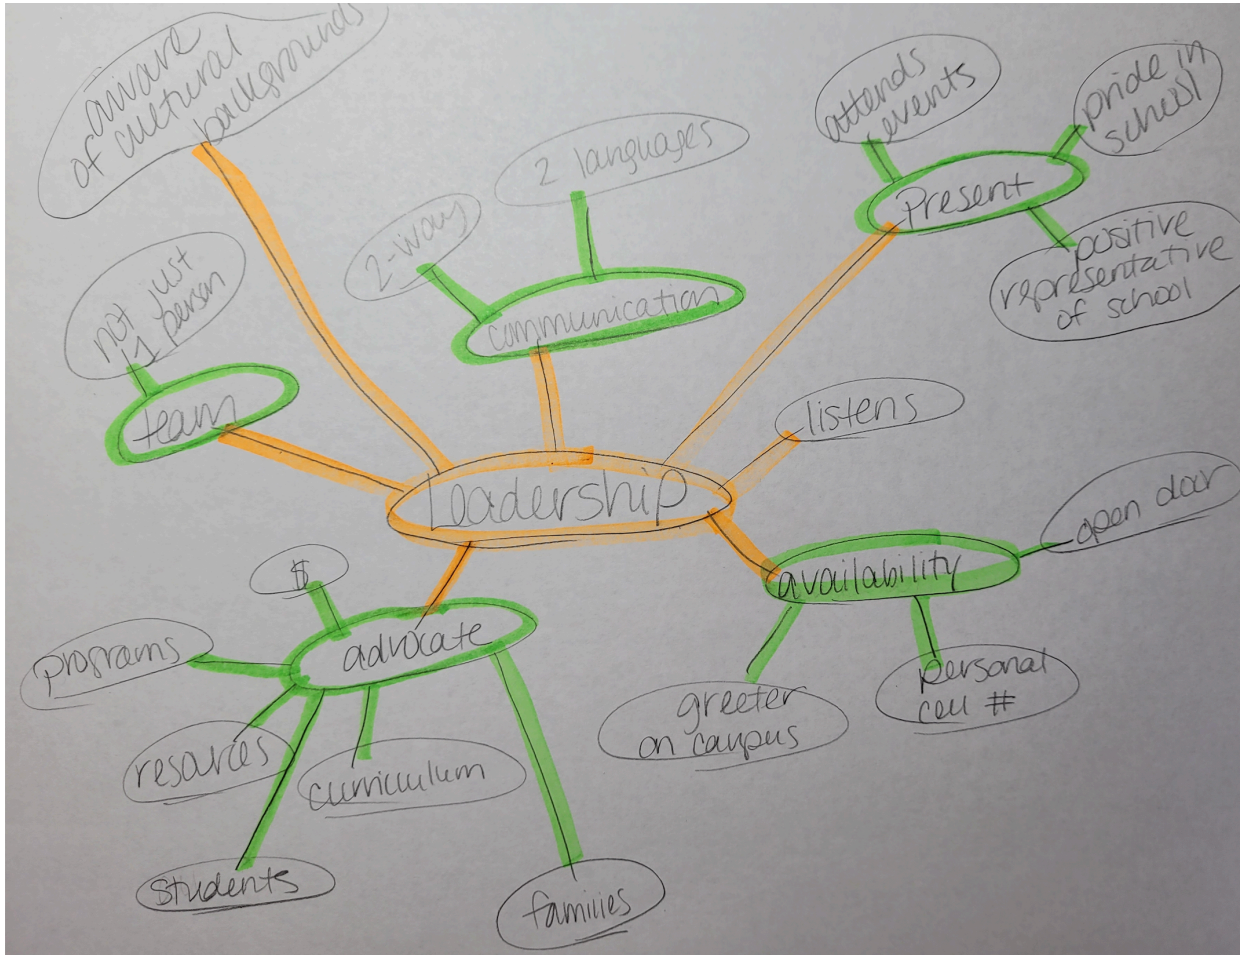 aware
of cultural
backgrounds
attends
events
pride in
school
2 languages
2-way
Present
positive
representative
of school
not just
1 person
communication
team
listens
Leadership
open door
availability
$
advocate
programs
personal
cell #
greeter
on campus
resources
curriculum
students
families